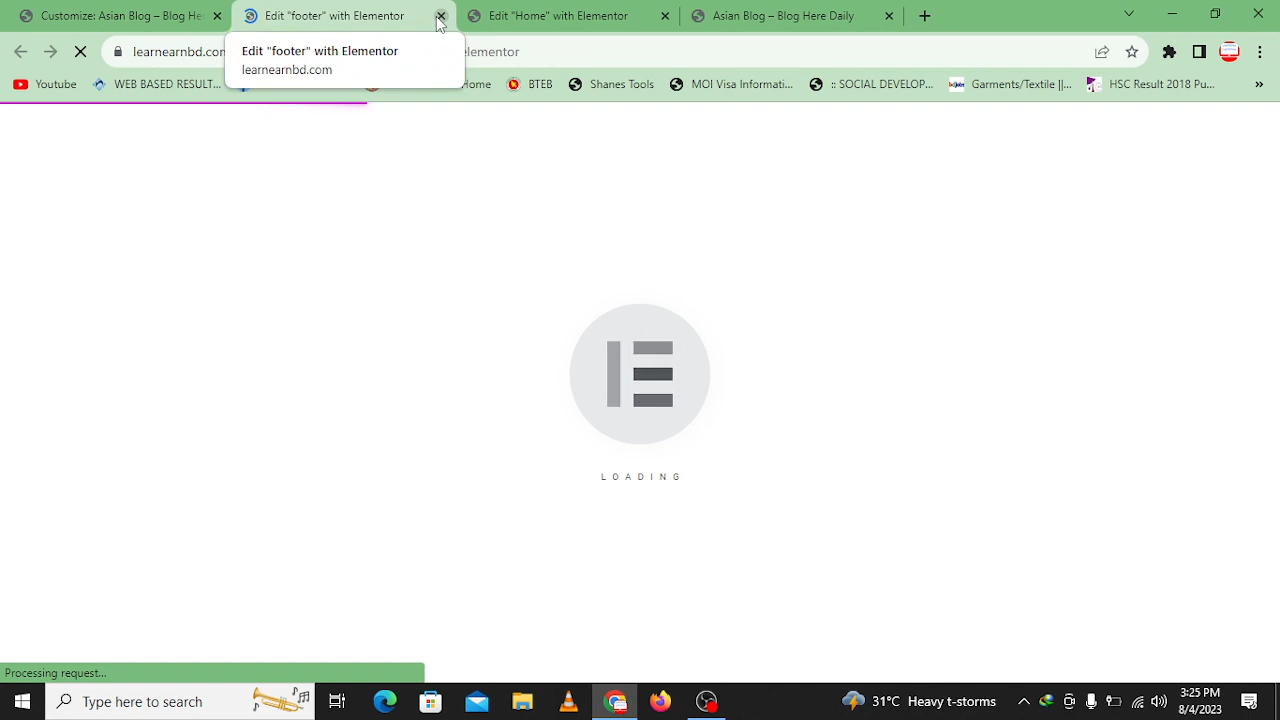 Customize: Asian Blog – Blog He
Edit "footer" with Elementor
Edit "Home" with Elementor
Asian Blog – Blog Here Daily
learnearnbd.con
elementor
Edit "footer" with Elementor
learnearnbd.com
Youtube
WEB BASED RESULT...
Home
BTEB
Shanes Tools
MOI Visa Informati...
:: SOCIAL DEVELOP...
Garments/Textile ||...
HSC Result 2018 Pu...
»
LOADING
Processing request...
Type here to search
31°C Heavy t-storms
3:25 PM
8/4/2023